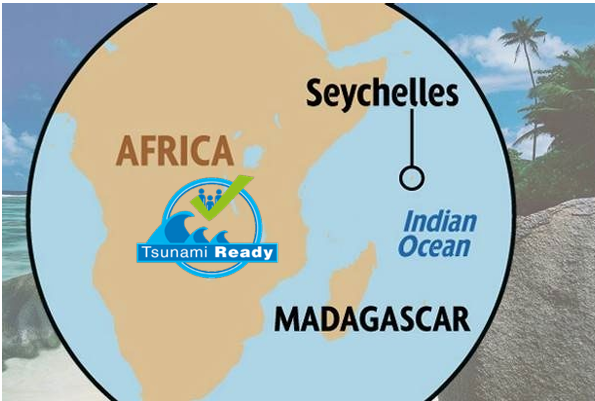 Seychelles
AFRICA
Tsunami Ready
Indian
Ocean
MADAGASCAR